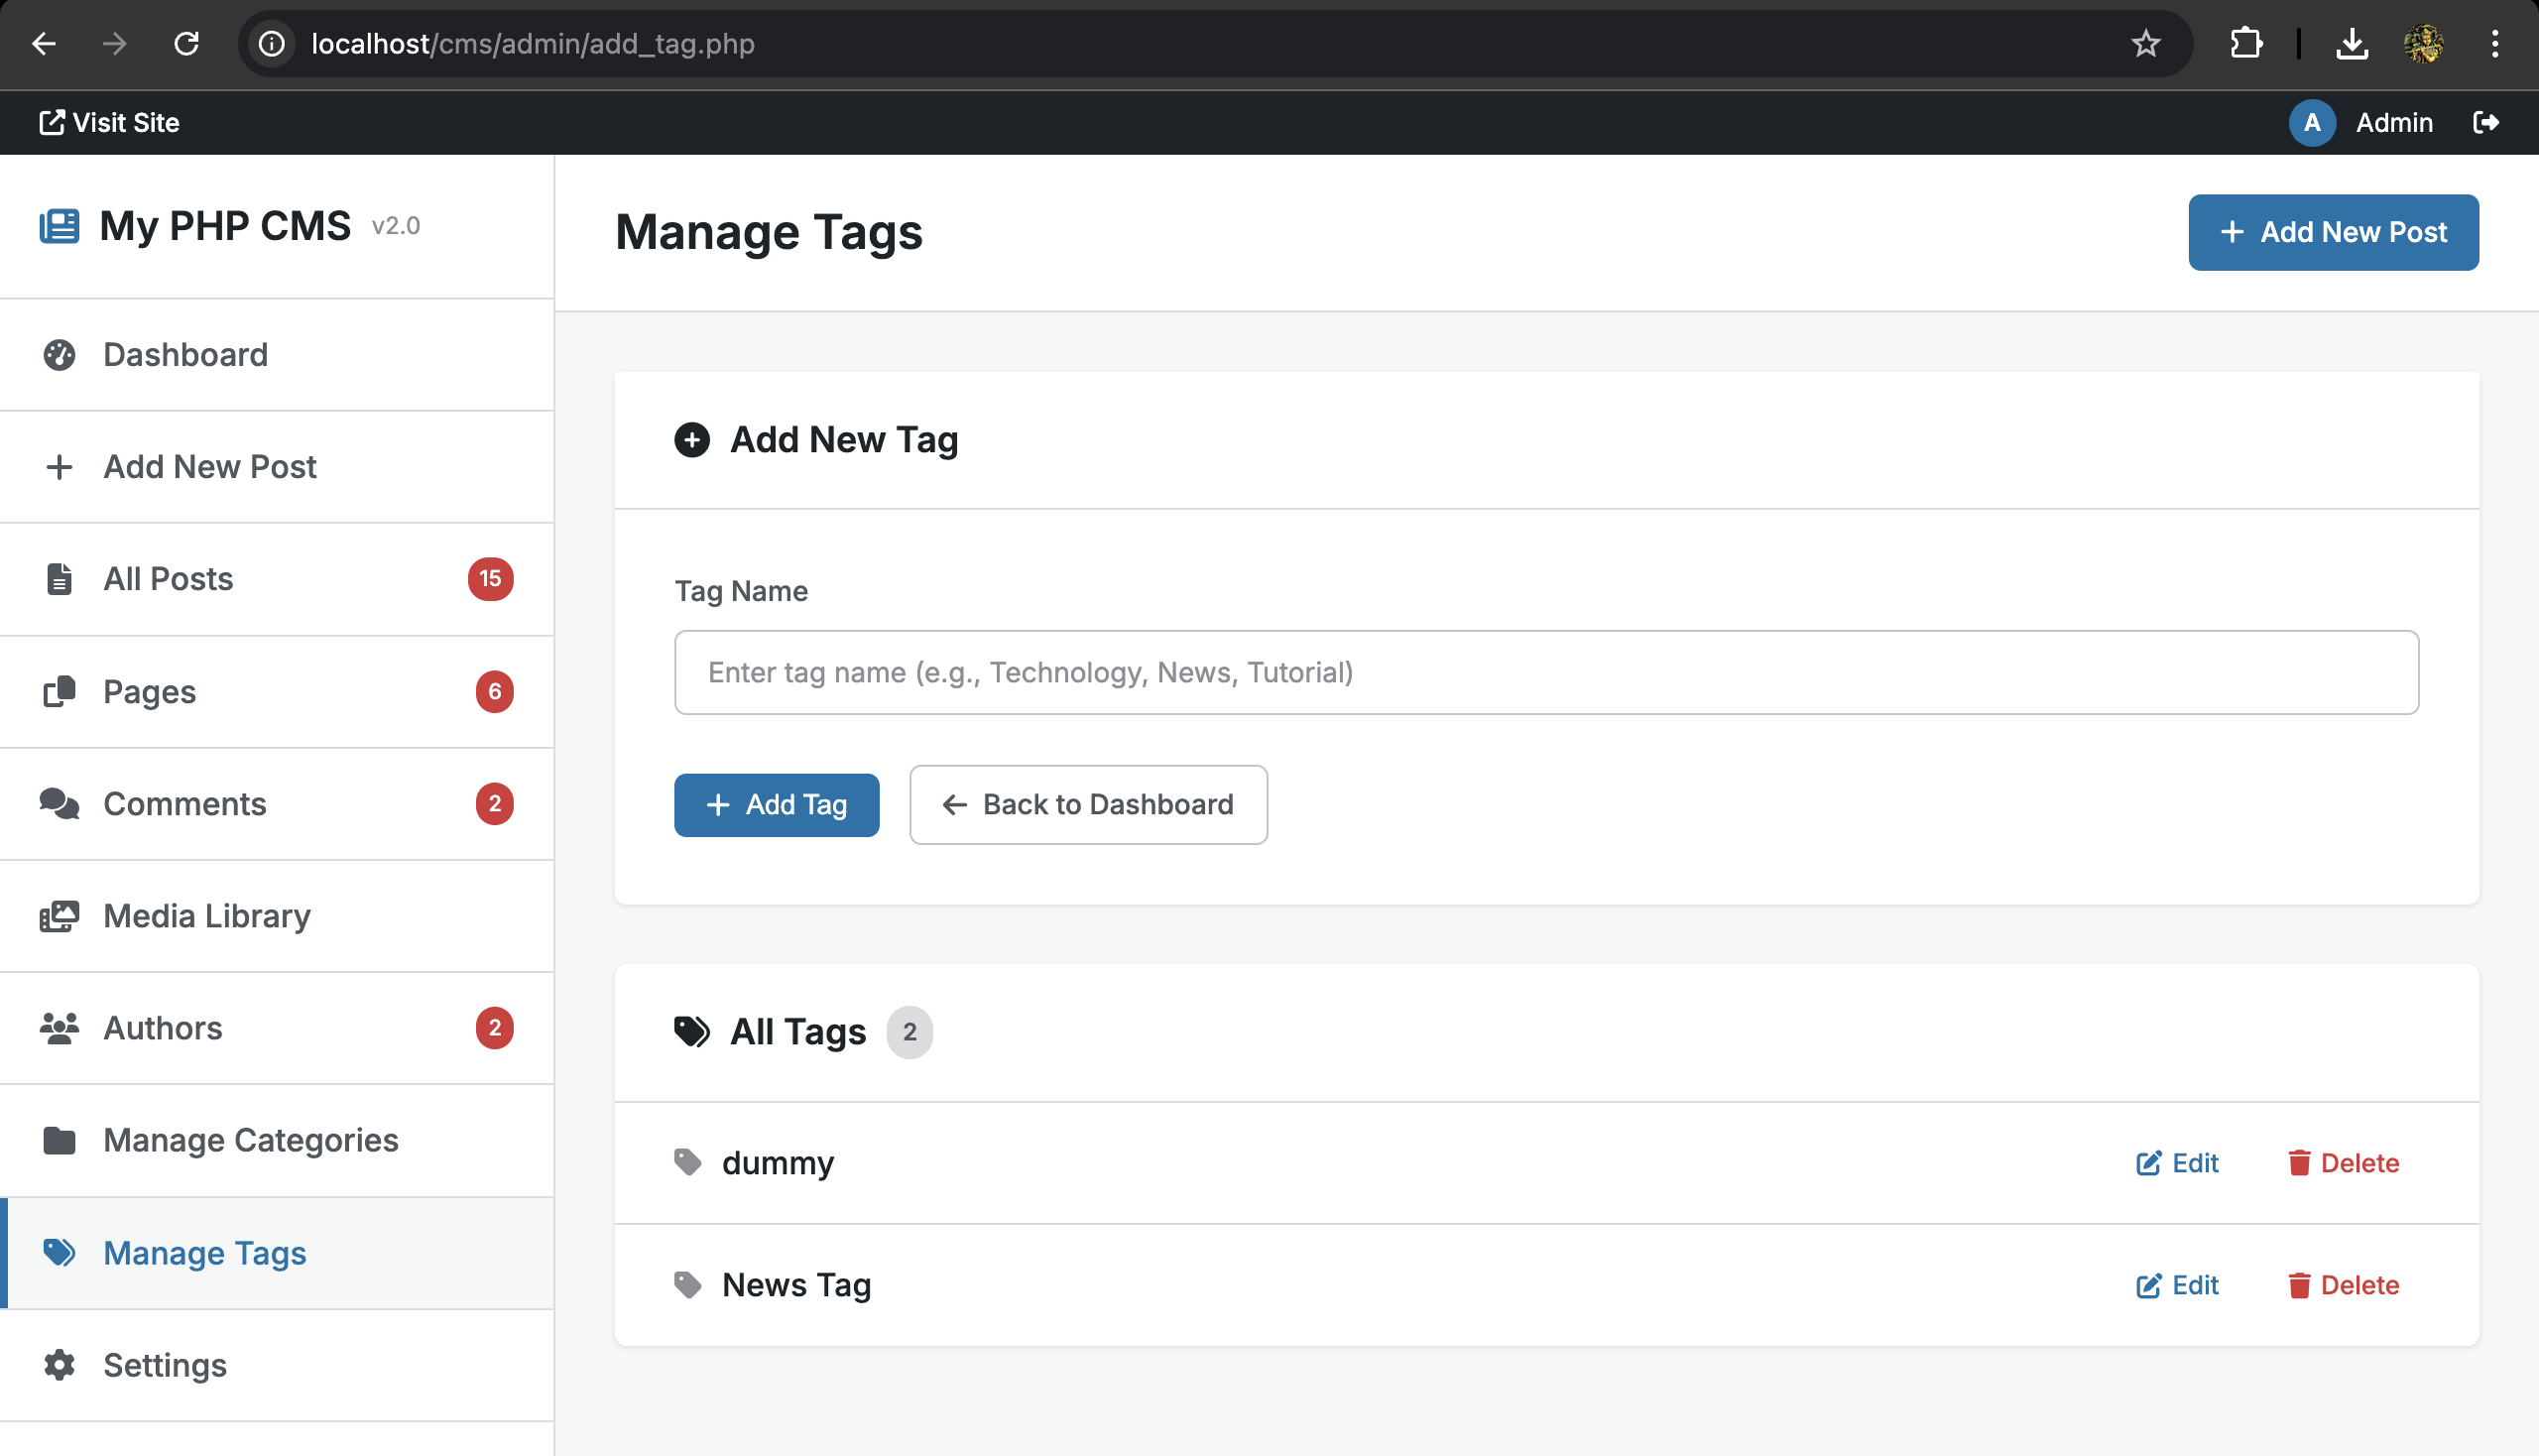 localhost/cms/admin/add_tag.php
Visit Site
A Admin
My PHP CMS v2.0
Dashboard
Add New Post
All Posts 15
Pages 6
Comments 2
Media Library
Authors 2
Manage Categories
Manage Tags
Settings
Manage Tags
Add New Post
Add New Tag
Tag Name
Enter tag name (e.g., Technology, News, Tutorial)
Add Tag
Back to Dashboard
All Tags 2
dummy Edit Delete
News Tag Edit Delete